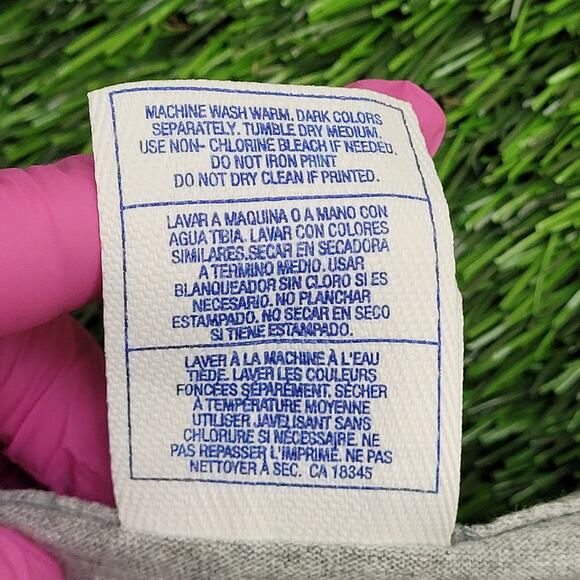 MACHINE WASH WARM. DARK COLORS
SEPARATELY. TUMBLE DRY MEDIUM.
USE NON- CHLORINE BLEACH IF NEEDED.
DO NOT IRON PRINT
DO NOT DRY CLEAN IF PRINTED.
LAVAR A MAQUINA O A MANO CON
AGUA TIBIA. LAVAR CON COLORES
SIMILARES.SECAR EN SECADORA
A TERMINO MEDIO. USAR
BLANQUEADOR SIN CLORO SI ES
NECESARIO. NO PLANCHAR
ESTAMPADO. NO SECAR EN SECO
SI TIENE ESTAMPADO.
LAVER À LA MACHINE À L'EAU
TIÈDE. LAVER LES COULEURS
FONCÉES SÉPARÉMENT. SÉCHER
À TEMPÉRATURE MOYENNE
UTILISER JAVELISANT SANS
CHLORURE SI NÉCESSAIRE. NE
PAS REPASSER L'IMPRIMÉ. NE PAS
NETTOYER À SEC. CA 18345